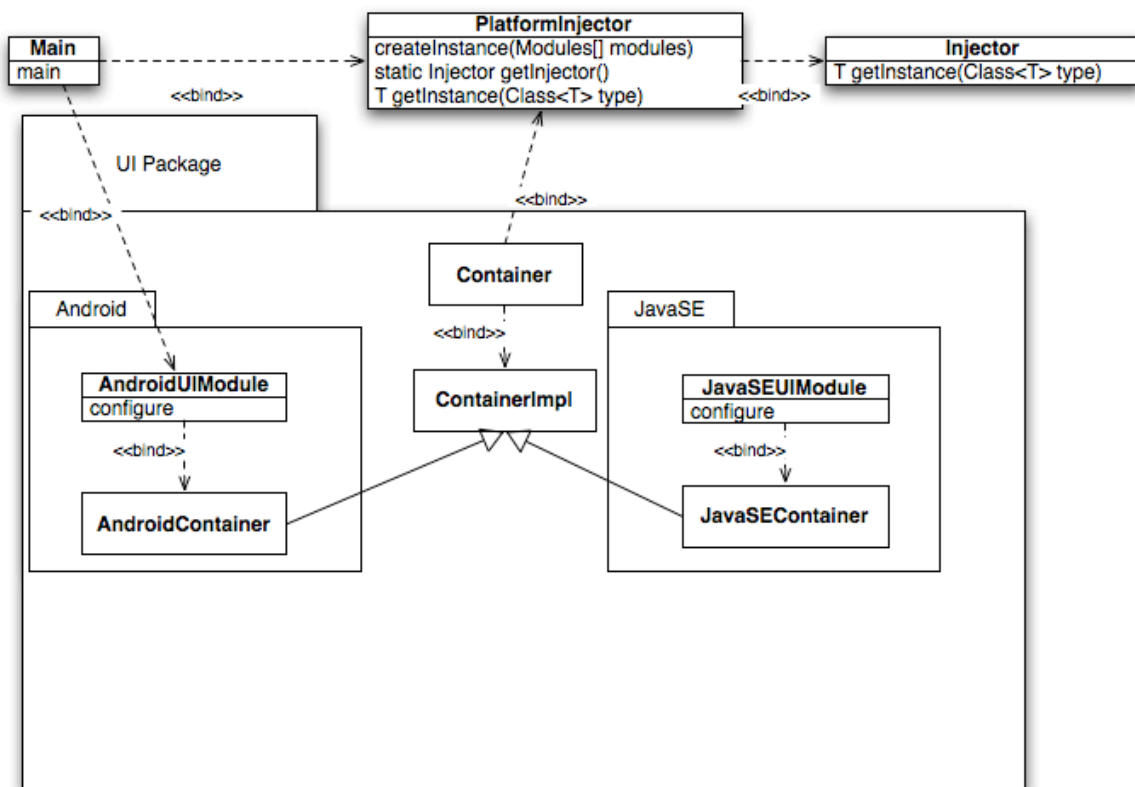 PlatformInjector
createInstance(Modules[] modules)
static Injector getInjector()
T getInstance(Class<T> type)
Main
main
Injector
T getInstance(Class<T> type)
<<bind>>
<<bind>>
UI Package
<<bind>>
<<bind>>
Container
Android
JavaSE
<<bind>>
AndroidUIModule
configure
ContainerImpl
JavaSEUIModule
configure
<<bind>>
<<bind>>
AndroidContainer
JavaSEContainer